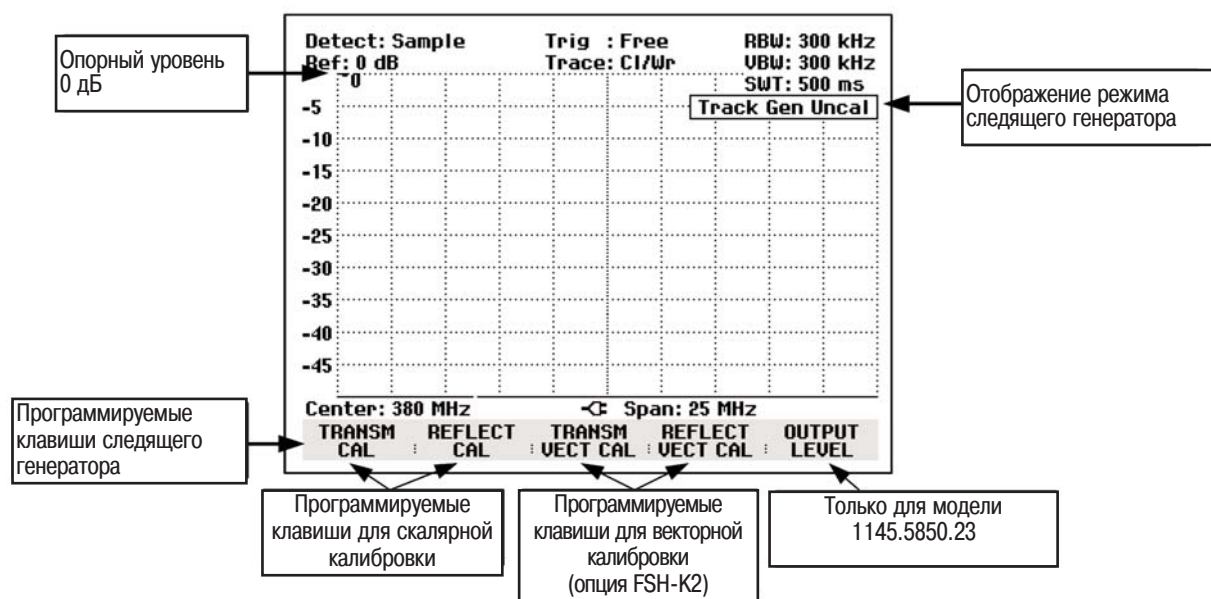 Опорный уровень
0 дБ
Detect: Sample Trig : Free RBW: 300 kHz
Ref: 0 dB Trace: Cl/Wr VBW: 300 kHz
SWT: 500 ms
0
Track Gen Uncal
Отображение режима
следящего генератора
-5
-10
-15
-20
-25
-30
-35
-40
-45
Center: 380 MHz Span: 25 MHz
Программируемые
клавиши следящего
генератора
TRANSM REFLECT TRANSM REFLECT OUTPUT
CAL CAL VECT CAL VECT CAL LEVEL
Программируемые
клавиши для скалярной
калибровки
Программируемые
клавиши для векторной
калибровки
(опция FSH-K2)
Только для модели
1145.5850.23